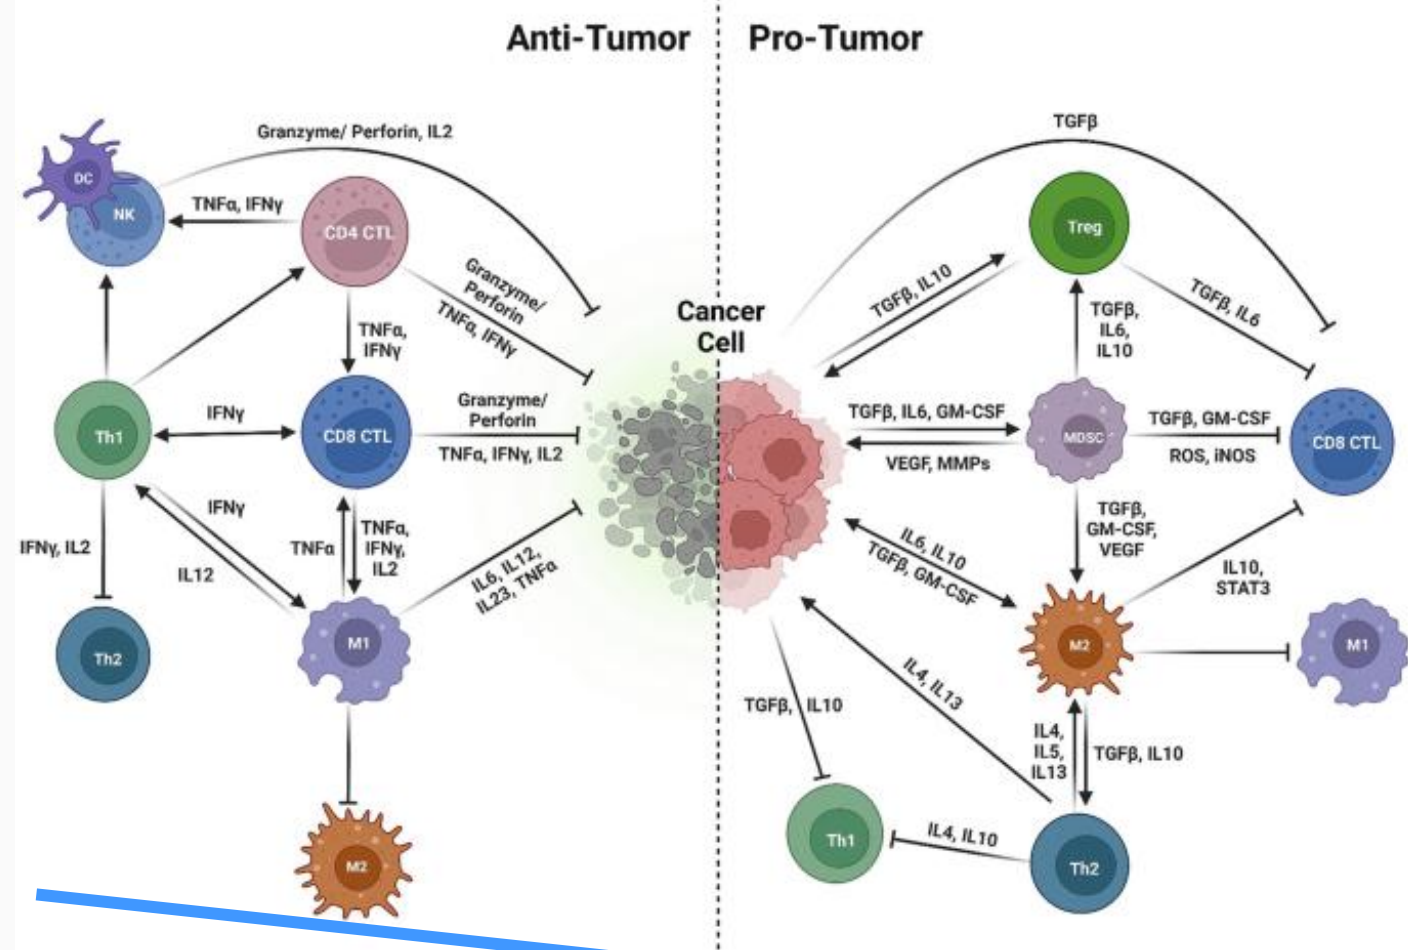 Anti-Tumor
Pro-Tumor
Granzyme/ Perforin, IL2
DC
NK
TNFα, IFNγ
CD4 CTL
Granzyme/
Perforin
TNFα, IFNγ
TNFα,
IFNγ
Th1
IFNγ
CD8 CTL
Granzyme/
Perforin
TNFα, IFNγ, IL2
IFNγ
IL12
TNFα
TNFα,
IFNγ,
IL2
IL6, IL12,
IL23, TNFα
IFNγ, IL2
Th2
M1
M2
Cancer
Cell
TGFβ
Treg
TGFβ, IL10
TGFβ,
IL6,
IL10
TGFβ, IL6
TGFβ, IL6, GM-CSF
VEGF, MMPs
MDSC
TGFβ, GM-CSF
ROS, iNOS
CD8 CTL
TGFβ,
GM-CSF,
VEGF
IL6, IL10
TGFβ, GM-CSF
IL10,
STAT3
M2
M1
IL4, IL13
TGFβ, IL10
IL4,
IL5,
IL13
TGFβ, IL10
Th1
IL4, IL10
Th2